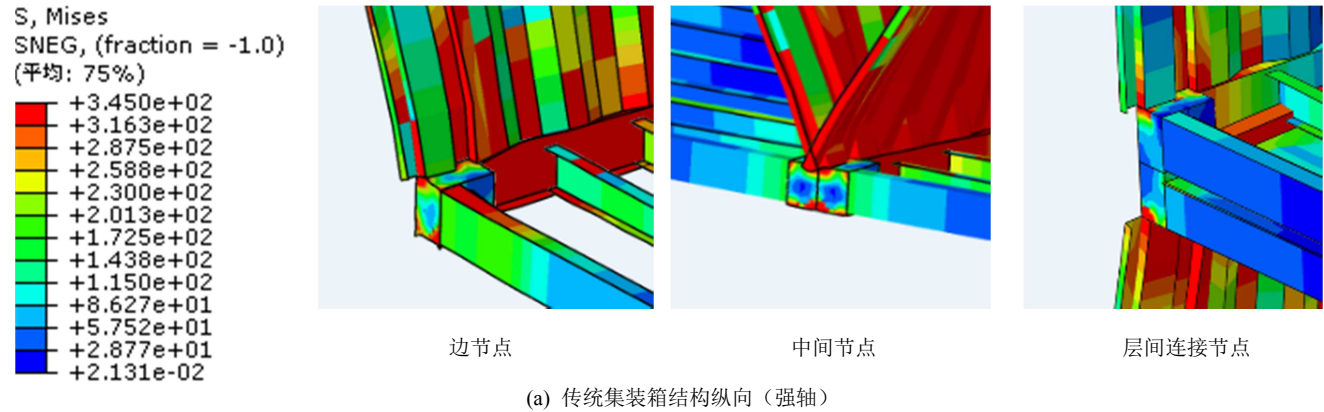 S, Mises
SNEG, (fraction = -1.0)
(平均: 75%)
+3.450e+02
+3.163e+02
+2.875e+02
+2.588e+02
+2.300e+02
+2.013e+02
+1.725e+02
+1.438e+02
+1.150e+02
+8.627e+01
+5.752e+01
+2.877e+01
+2.131e-02
边节点
中间节点
层间连接节点
(a) 传统集装箱结构纵向（强轴）